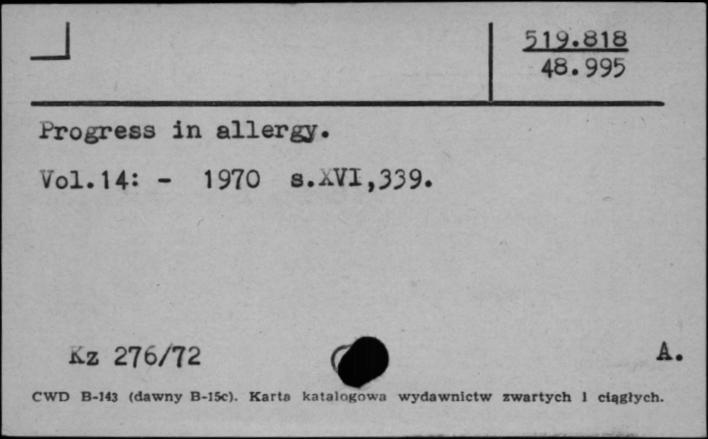 519.818
48.995
Progress in allergy.
Vol.14: - 1970 s.XVI,339.
Kz 276/72
A.
CWD B-143 (dawny B-15c). Karta katalogowa wydawnictw zwartych i ciągłych.